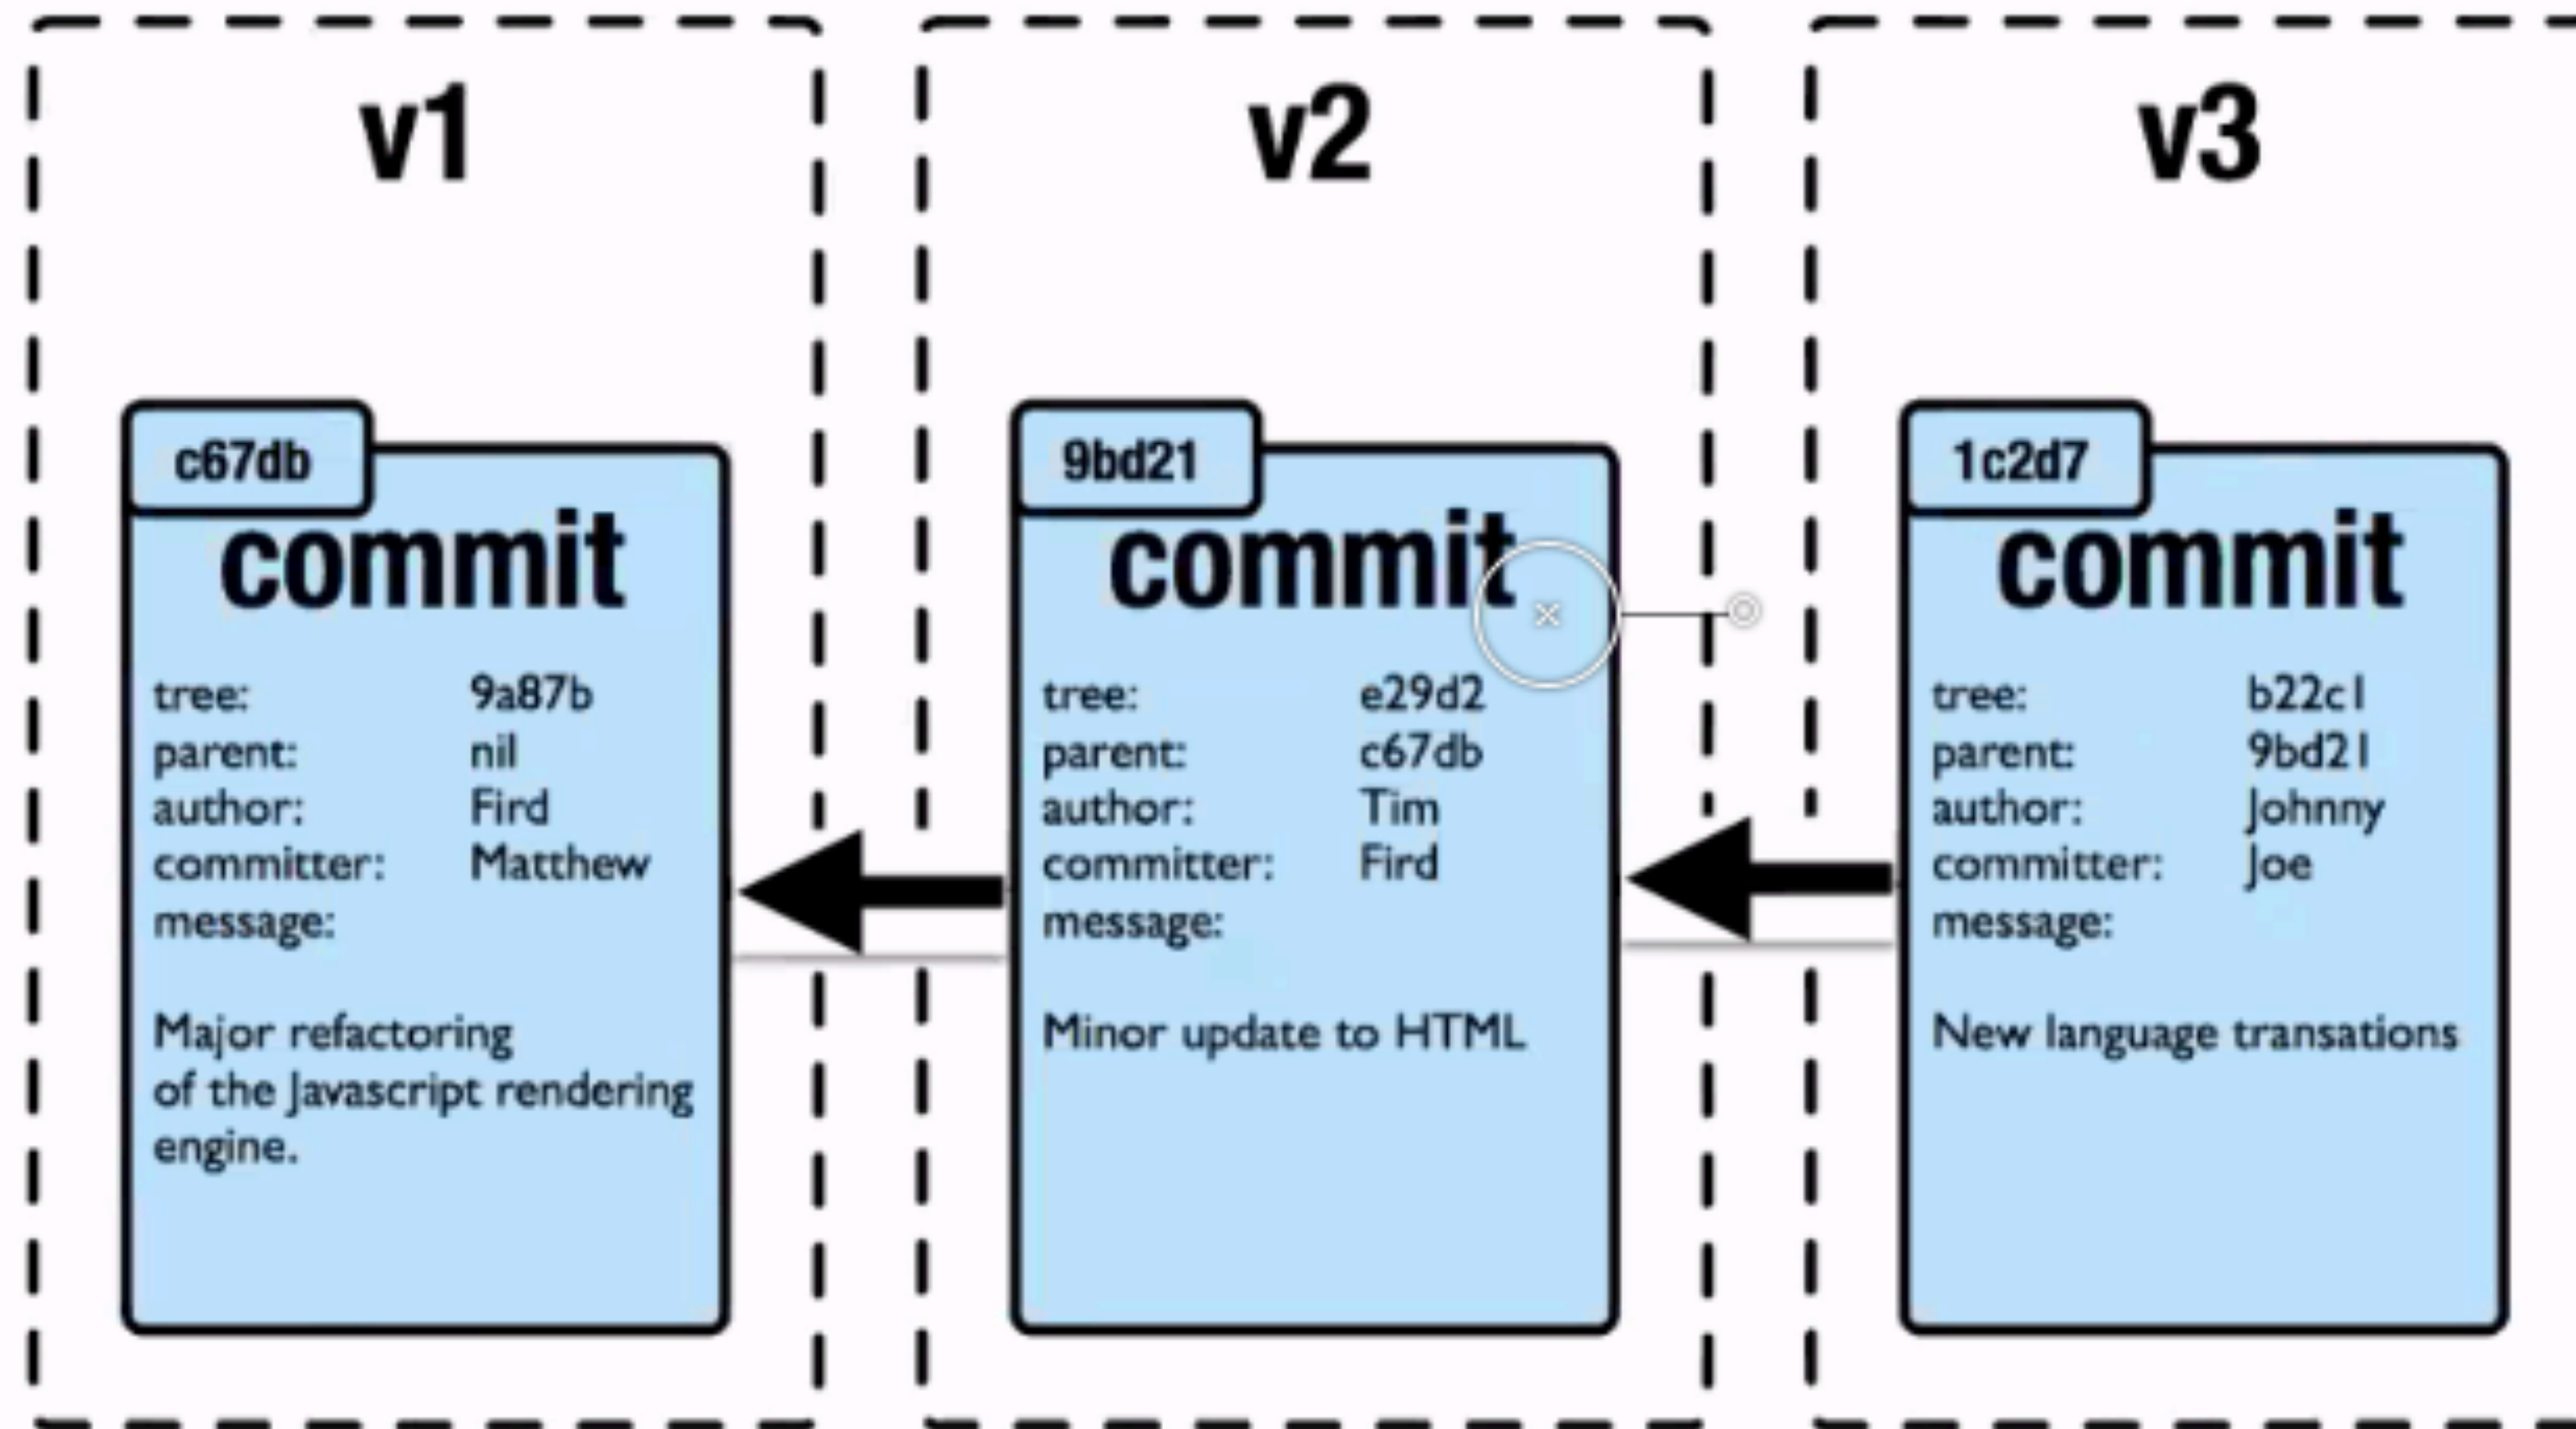 v1
c67db
commit
tree: 9a87b
parent: nil
author: Fird
committer: Matthew
message:
Major refactoring
of the Javascript rendering
engine.
v2
9bd21
commit
tree: e29d2
parent: c67db
author: Tim
committer: Fird
message:
Minor update to HTML
v3
1c2d7
commit
tree: b22c1
parent: 9bd21
author: Johnny
committer: Joe
message:
New language transations